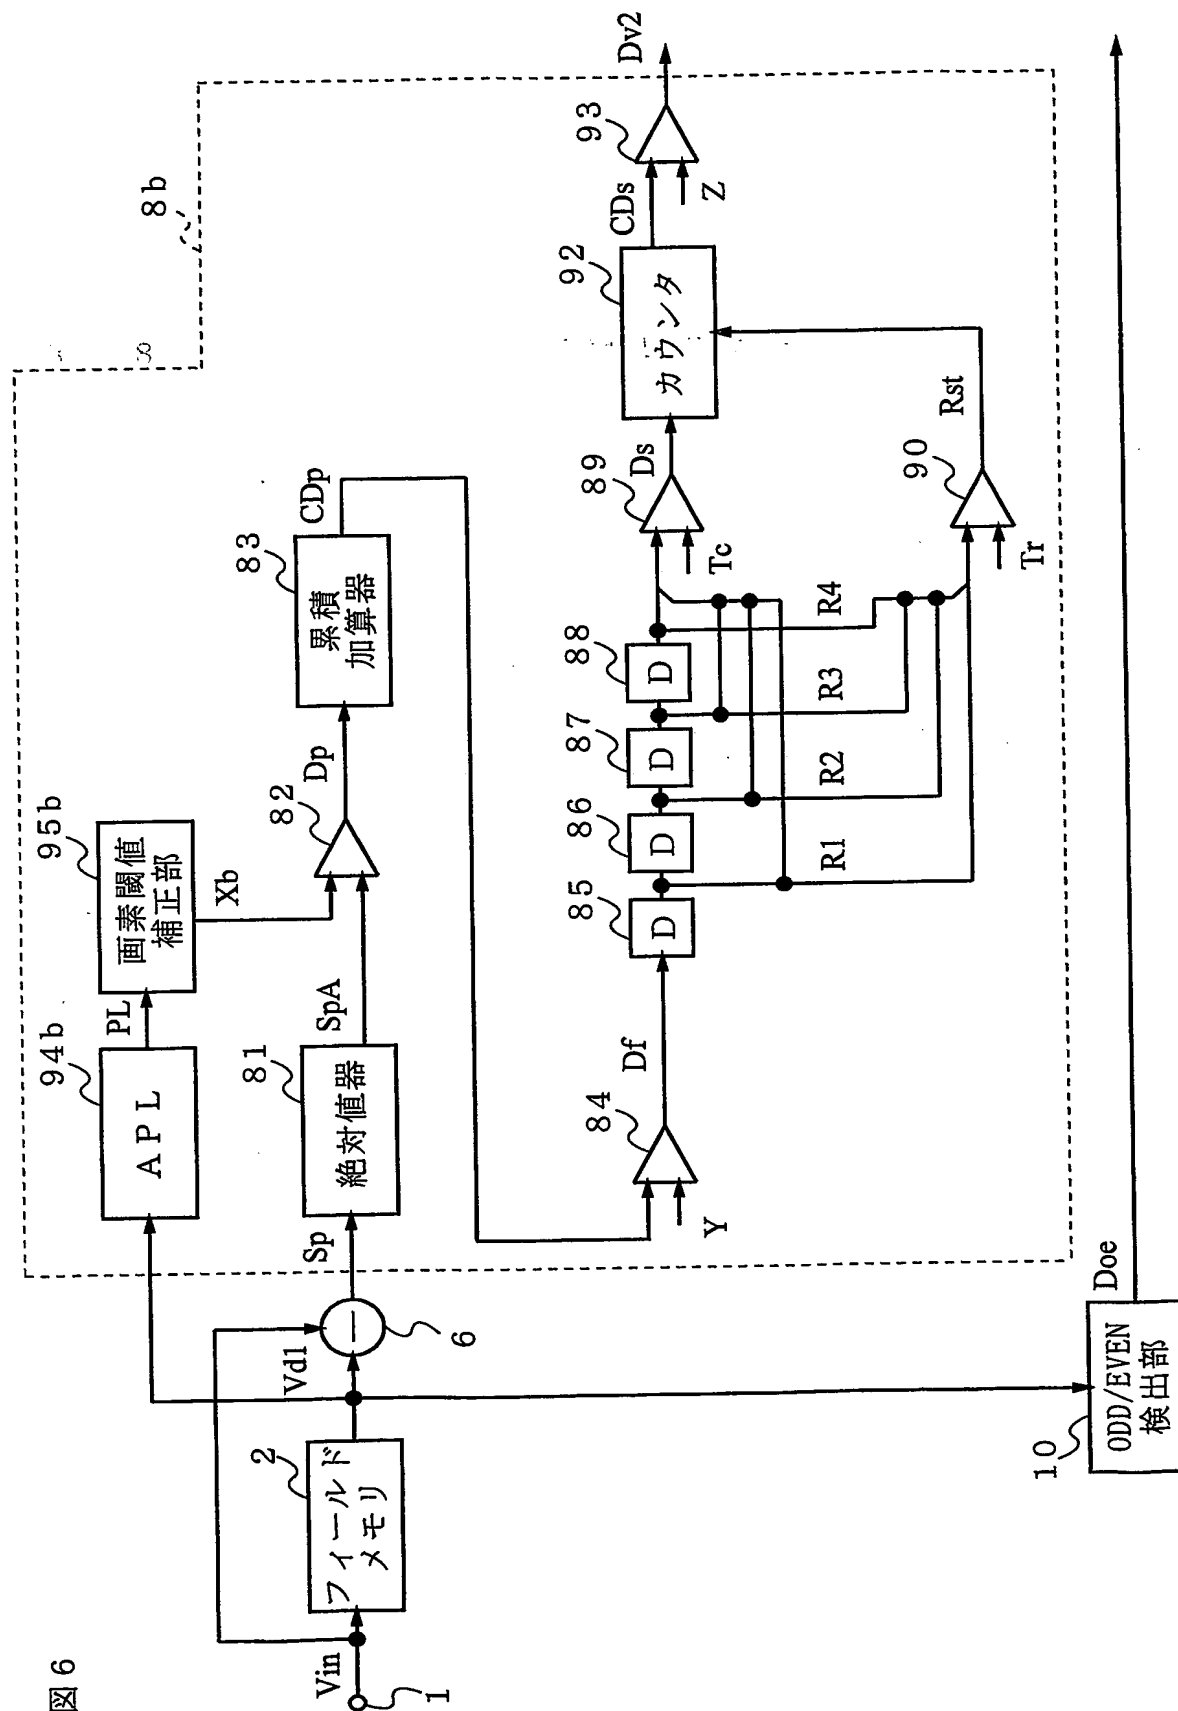 図6
Vin
1
フィールド
メモリ
2
Vd1
6
Sp
APL
94b
PL
画素閾値
補正部
95b
Xb
絶対値器
81
SpA
82
Dp
累積
加算器
83
CDp
8b
Y
84
Df
D
85
D
86
D
87
D
88
R1
R2
R3
R4
Tc
89
Ds
Tr
90
Rst
カウンタ
92
CDs
Z
93
Dv2
ODD/EVEN
検出部
10
Doe